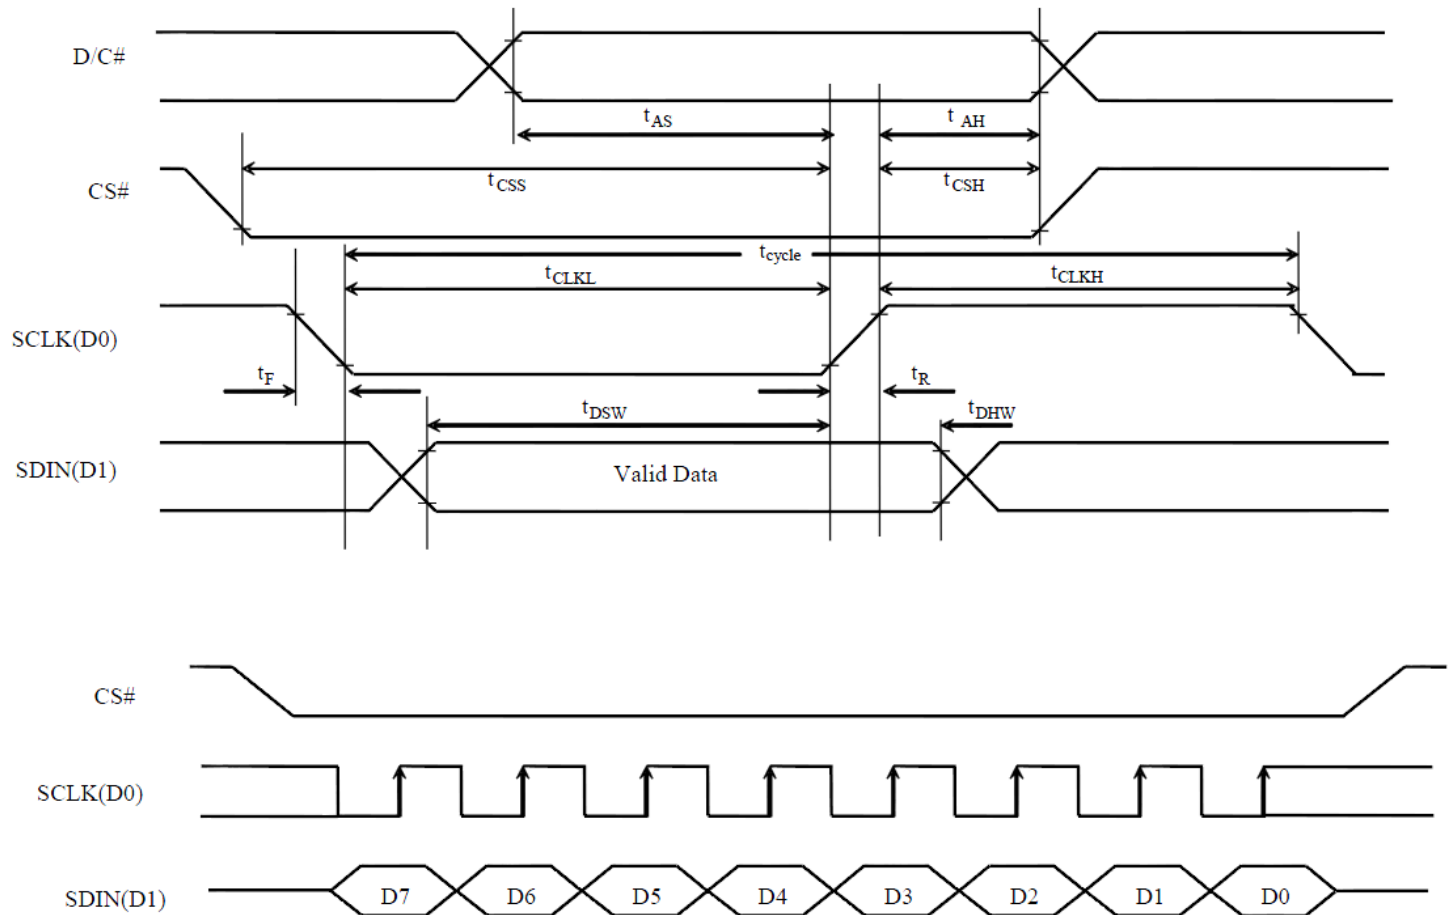 D/C#
tAS
t AH
CS#
tCSS
tCSH
tcycle
tCLKL
tCLKH
SCLK(D0)
tF
tR
tDSW
tDHW
SDIN(D1)
Valid Data
CS#
SCLK(D0)
SDIN(D1)
D7 D6 D5 D4 D3 D2 D1 D0